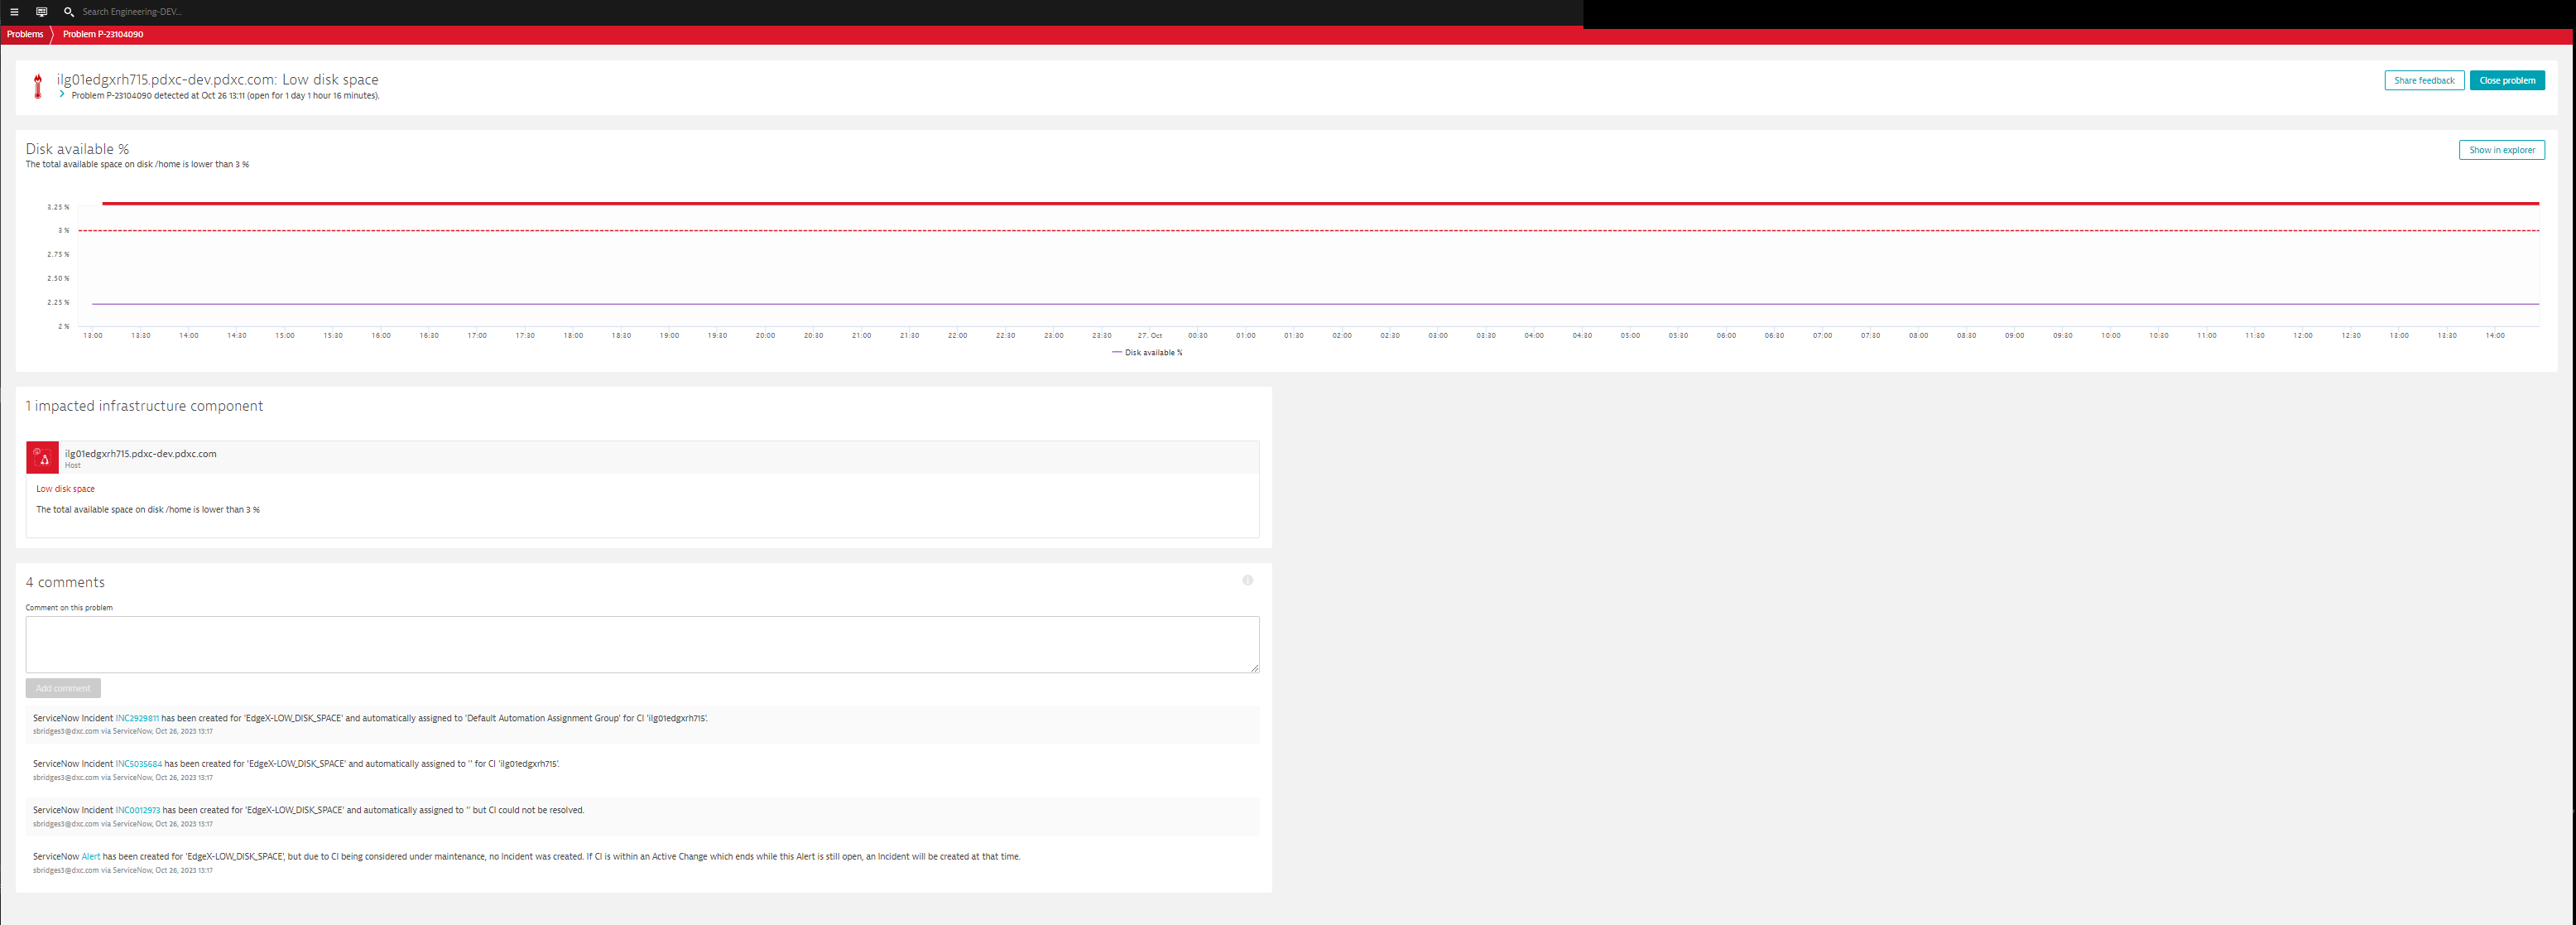 Search Engineering-DEV...
Problems
Problem P-23104090
ilg01edgxrh715.pdxc-dev.pdxc.com: Low disk space
Problem P-23104090 detected at Oct 26 13:11 (open for 1 day 1 hour 16 minutes).
Share feedback
Close problem
Disk available %
The total available space on disk /home is lower than 3 %
Show in explorer
3.25 %
3 %
2.75 %
2.50 %
2.25 %
2 %
13:00 13:30 14:00 14:30 15:00 15:30 16:00 16:30 17:00 17:30 18:00 18:30 19:00 19:30 20:00 20:30 21:00 21:30 22:00 22:30 23:00 23:30 27. Oct 00:30 01:00 01:30 02:00 02:30 03:00 03:30 04:00 04:30 05:00 05:30 06:00 06:30 07:00 07:30 08:00 08:30 09:00 09:30 10:00 10:30 11:00 11:30 12:00 12:30 13:00 13:30 14:00
Disk available %
1 impacted infrastructure component
ilg01edgxrh715.pdxc-dev.pdxc.com
Host
Low disk space
The total available space on disk /home is lower than 3 %
4 comments
Comment on this problem
Add comment
ServiceNow Incident INC2929811 has been created for 'EdgeX-LOW_DISK_SPACE' and automatically assigned to 'Default Automation Assignment Group' for CI 'ilg01edgxrh715'.
sbridges3@dxc.com via ServiceNow, Oct 26, 2023 13:17
ServiceNow Incident INC5035684 has been created for 'EdgeX-LOW_DISK_SPACE' and automatically assigned to '' for CI 'ilg01edgxrh715'.
sbridges3@dxc.com via ServiceNow, Oct 26, 2023 13:17
ServiceNow Incident INC0012973 has been created for 'EdgeX-LOW_DISK_SPACE' and automatically assigned to '' but CI could not be resolved.
sbridges3@dxc.com via ServiceNow, Oct 26, 2023 13:17
ServiceNow Alert has been created for 'EdgeX-LOW_DISK_SPACE', but due to CI being considered under maintenance, no Incident was created. If CI is within an Active Change which ends while this Alert is still open, an Incident will be created at that time.
sbridges3@dxc.com via ServiceNow, Oct 26, 2023 13:17